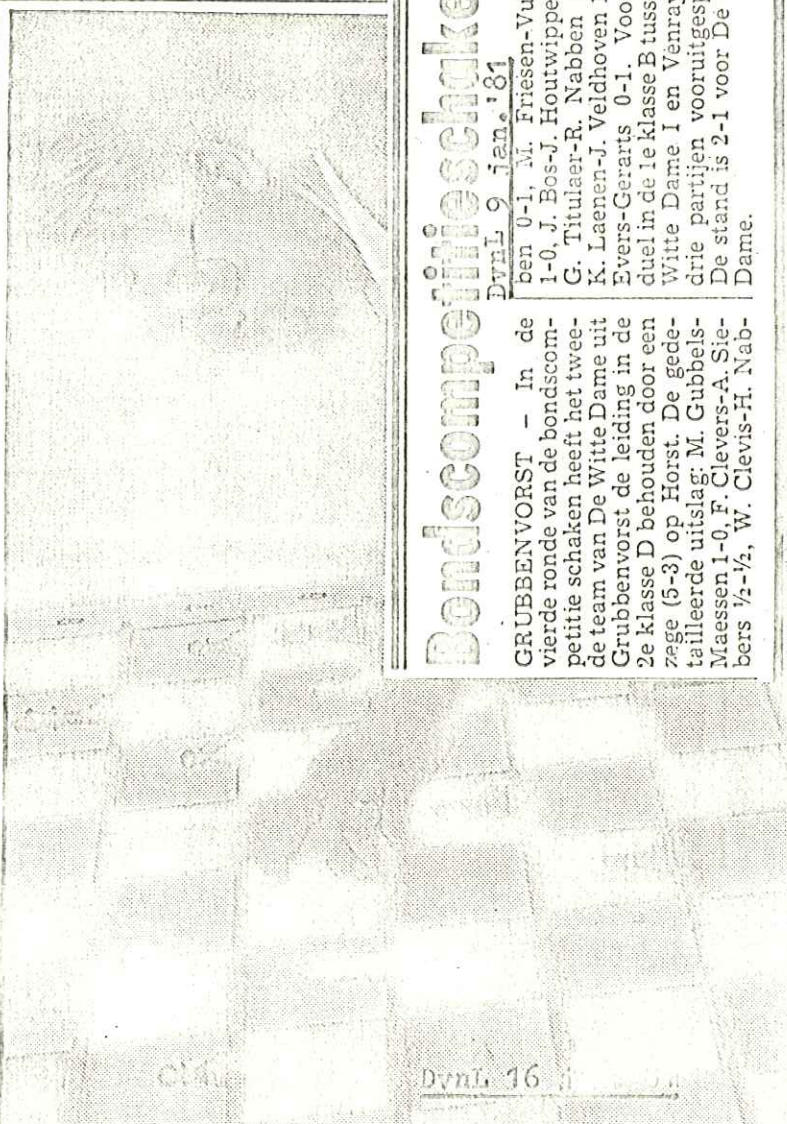 Bondscompetitieschake
DvnL 9 jan.'81
GRUBBENVORST – In de
vierde ronde van de bondscom-
petitie schaken heeft het twee-
de team van De Witte Dame uit
Grubbenvorst de leiding in de
2e klasse D behouden door een
zege (5-3) op Horst. De gede-
tailleerde uitslag: M. Gubbels-
Maessen 1-0, F. Clevers-A. Sie-
bers ½-½, W. Clevis-H. Nab-
ben 0-1, M. Friesen-Vu
1-0, J. Bos-J. Houtwippe
G. Titulaer-R. Nabben
K. Laenen-J. Veldhoven
Evers-Gerarts 0-1. Voo
duel in de 1e klasse B tuss
Witte Dame I en Venray
drie partijen vooruitgesp
De stand is 2-1 voor De
Dame.
DvnL 16